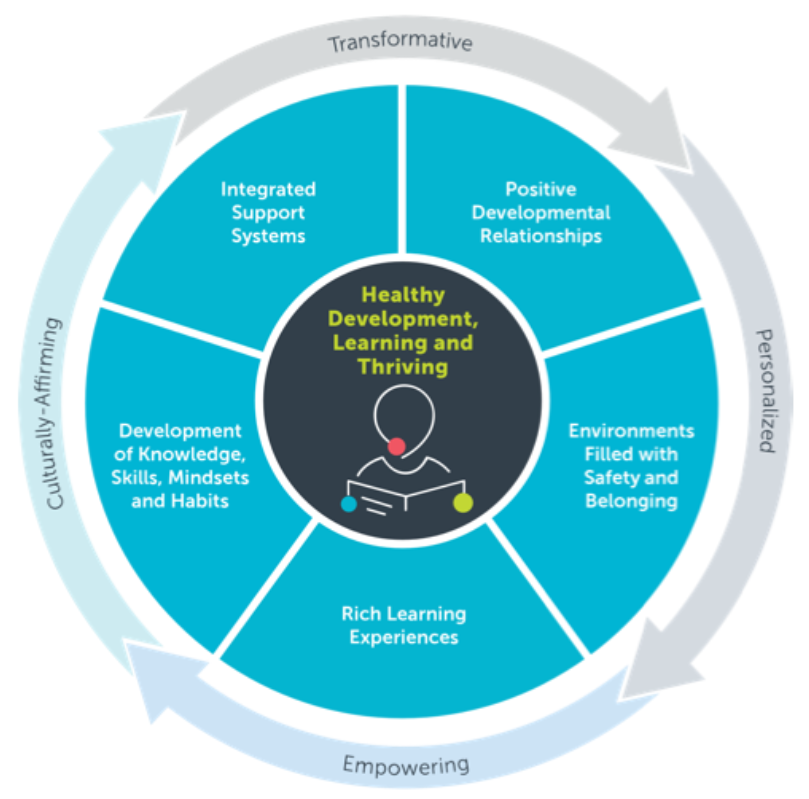 Transformative
Integrated
Support
Systems
Positive
Developmental
Relationships
Healthy
Development,
Learning and
Thriving
Personalized
Culturally-Affirming
Development
of Knowledge,
Skills, Mindsets
and Habits
Environments
Filled with
Safety and
Belonging
Rich Learning
Experiences
Empowering